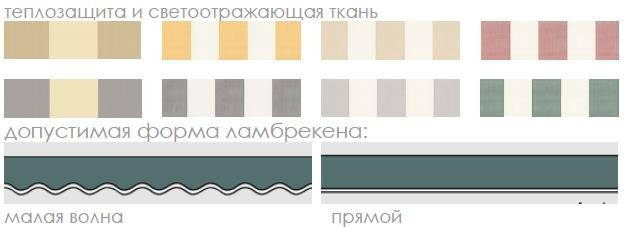 теплозащита и светоотражающая ткань
допустимая форма ламбрекена:
малая волна
прямой